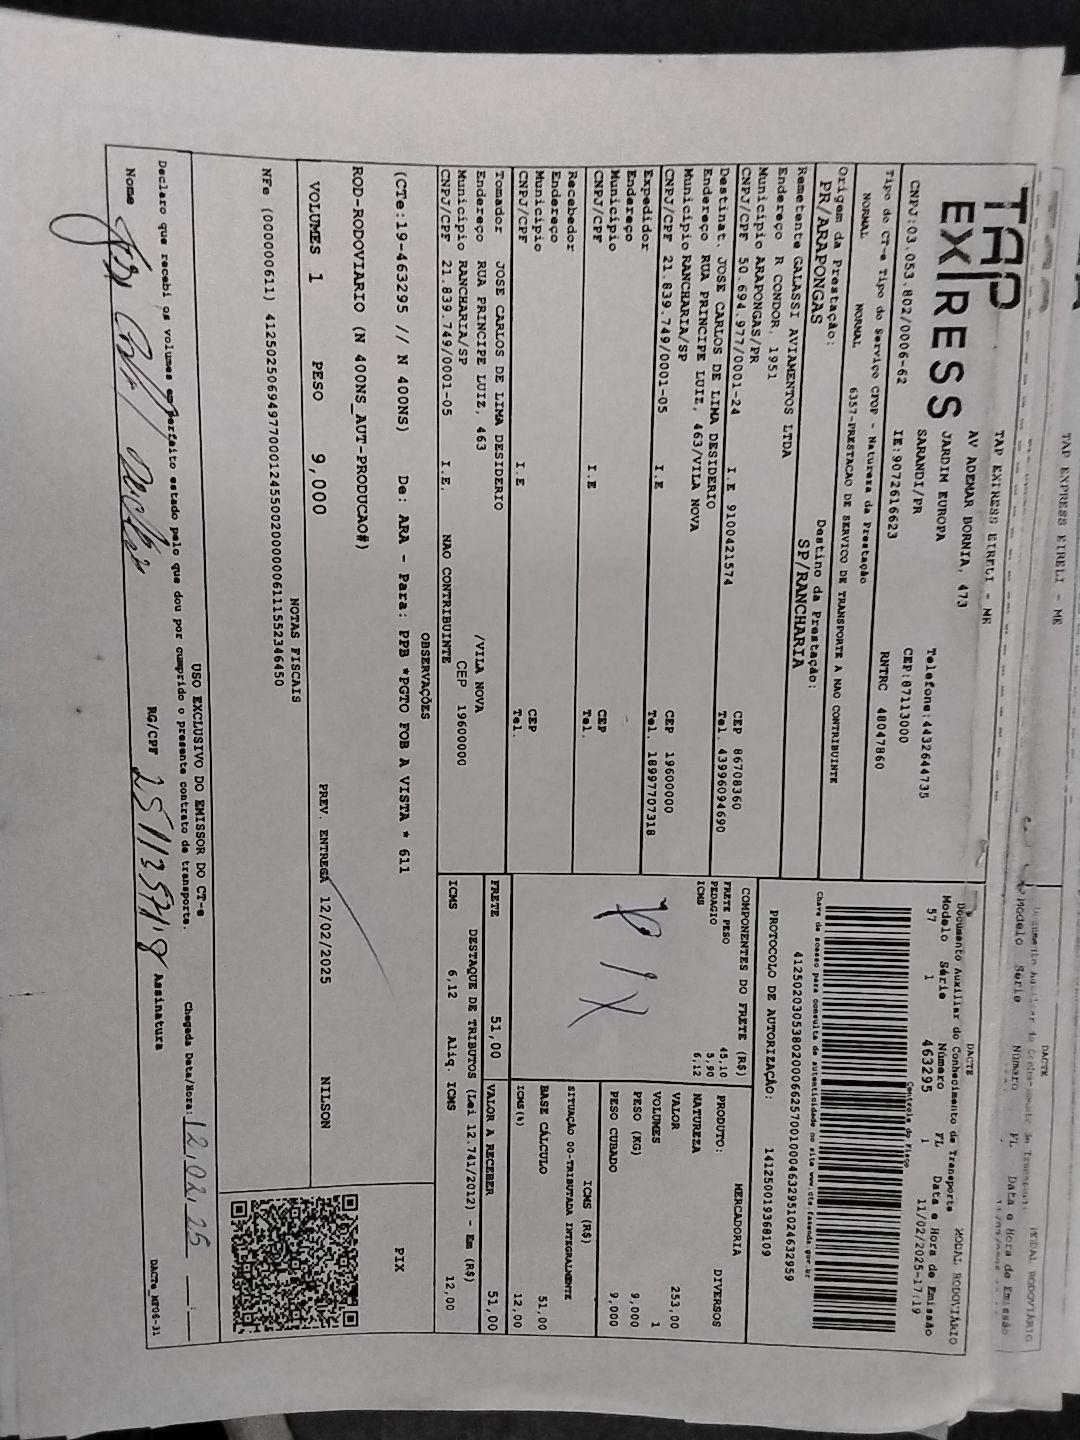 TAP EXPRESS EIRELI - ME
TAP EXPRESS
TAP EXIRESS EIRELI - ME
AV ADEMAR BORNIA, 473
JARDIM EUROPA
SARANDI/PR
Telefone:4432644735
CEP:87113000
CNPJ:03.053.802/0006-62
IE:9072616623
RNTRC 48047860
DACTE
MODAL RODOVIÁRIO
Documento Auxiliar do Conhecimento de Transporte
Modelo Série Número FL Data e Hora de Emissão
57 1 463295 1 11/02/2025-17:19
Controle do Fisco
Chave de acesso para consulta de autenticidade no site www.cte.fazenda.gov.br
41250203053802000662570010004632951024632959
PROTOCOLO DE AUTORIZAÇÃO: 141250019368109
Tipo do CT-e Tipo do Serviço CFOP - Natureza da Prestação
NORMAL NORMAL 6357-PRESTACAO DE SERVICO DE TRANSPORTE A NAO CONTRIBUINTE
Origem da Prestação: Destino da Prestação:
PR/ARAPONGAS SP/RANCHARIA
Remetente GALASSI AVIAMENTOS LTDA
Endereço R CONDOR, 1951
Município ARAPONGAS/PR CEP 86708360
CNPJ/CPF 50.694.977/0001-24 I.E 9100421574 Tel. 43996094690
Destinat. JOSE CARLOS DE LIMA DESIDERIO
Endereço RUA PRINCIPE LUIZ, 463/VILA NOVA
Município RANCHARIA/SP CEP 19600000
CNPJ/CPF 21.839.749/0001-05 I.E Tel. 18997707318
Expedidor
Endereço
Município CEP
CNPJ/CPF I.E Tel.
Recebedor
Endereço
Município CEP
CNPJ/CPF I.E Tel.
Tomador JOSE CARLOS DE LIMA DESIDERIO
Endereço RUA PRINCIPE LUIZ, 463 /VILA NOVA
Município RANCHARIA/SP CEP 19600000
CNPJ/CPF 21.839.749/0001-05 I.E. NAO CONTRIBUINTE
COMPONENTES DO FRETE (R$)
FRETE PESO 45,10
PEDAGIO 5,90
ICMS 6,12
MERCADORIA
PRODUTO: DIVERSOS
NATUREZA
VALOR 253,00
VOLUMES 1
PESO (KG) 9,000
PESO CUBADO 9,000
ICMS (R$)
SITUAÇÃO 00-TRIBUTADA INTEGRALMENTE
BASE CÁLCULO 51,00
ICMS(%) 12,00
FRETE 51,00 VALOR A RECEBER 51,00
DESTAQUE DE TRIBUTOS (Lei 12.741/2012) - Em (R$)
ICMS 6,12 Aliq. ICMS 12,00
OBSERVAÇÕES
(CTe:19-463295 // N 400NS) De: ARA - Para: PPB *PGTO FOB A VISTA * 611
PIX
ROD-RODOVIARIO (N 400NS_AUT-PRODUCAO#)
VOLUMES 1 PESO 9,000 PREV. ENTREGA 12/02/2025 NILSON
NOTAS FISCAIS
NFe (000000611) 41250250694977000124550020000006111552346450
USO EXCLUSIVO DO EMISSOR DO CT-e
Declaro que recebi os volumes em perfeito estado pelo que dou por cumprido o presente contrato de transporte. Chegada Data/Hora: 12,02,25 :
Nome RG/CPF Assinatura
DACTe_MF06-31